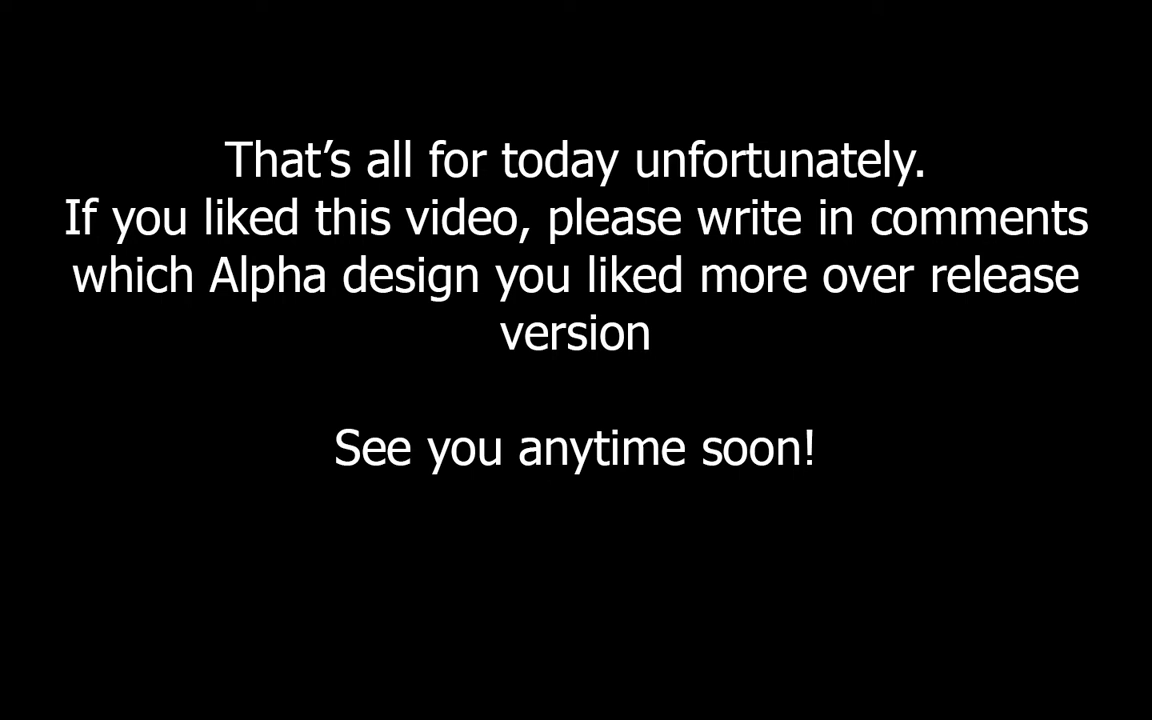 That’s all for today unfortunately.
If you liked this video, please write in comments
which Alpha design you liked more over release
version
See you anytime soon!